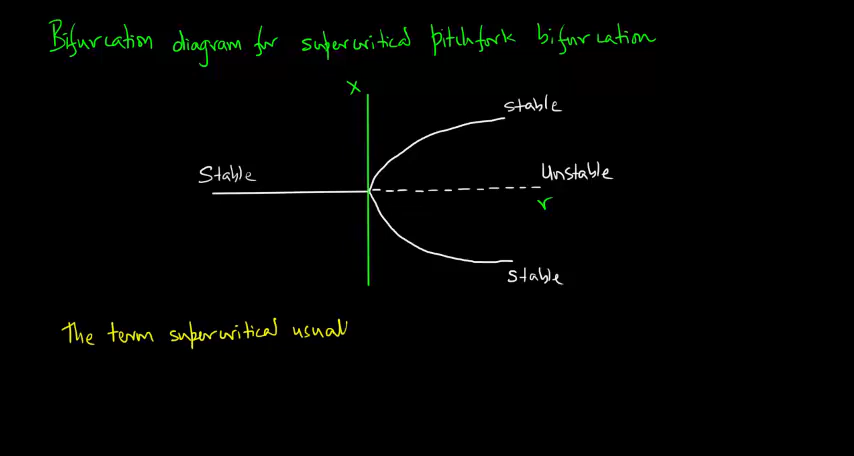 Bifurcation diagram for supercritical pitchfork bifurcation
x
stable
Stable
Unstable
r
stable
The term supercritical usual